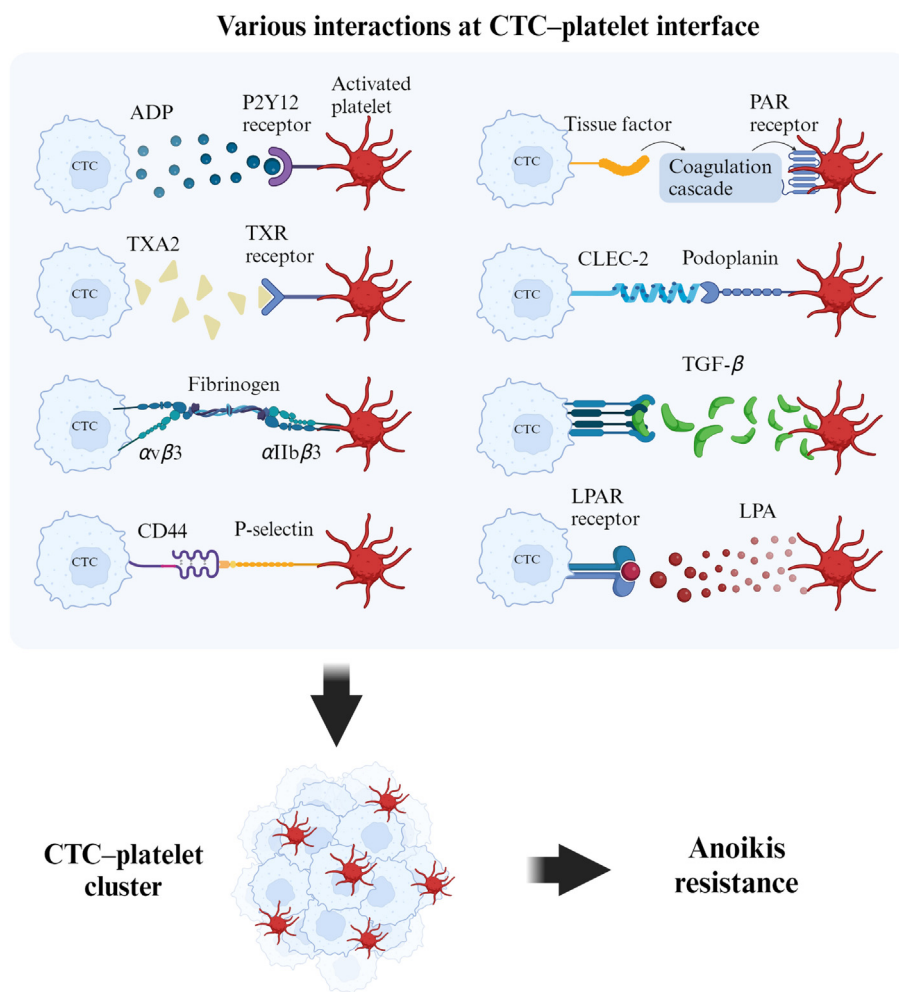 Various interactions at CTC–platelet interface
ADP
P2Y12
receptor
Activated
platelet
CTC
Tissue factor
PAR
receptor
CTC
Coagulation
cascade
TXA2
TXR
receptor
CTC
CLEC-2
Podoplanin
CTC
Fibrinogen
CTC
αvβ3
αIIbβ3
TGF-β
CTC
CD44
P-selectin
CTC
LPAR
receptor
LPA
CTC
CTC–platelet
cluster
Anoikis
resistance